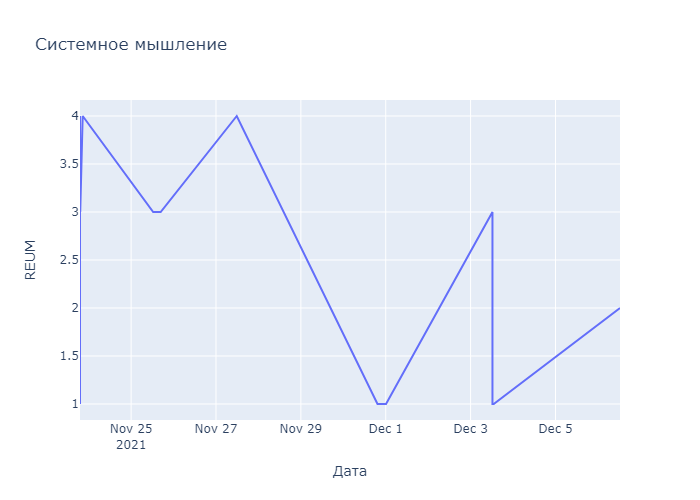 Системное мышление
4
3.5
3
2.5
2
1.5
1
REUM
Nov 25
2021
Nov 27
Nov 29
Dec 1
Dec 3
Dec 5
Дата